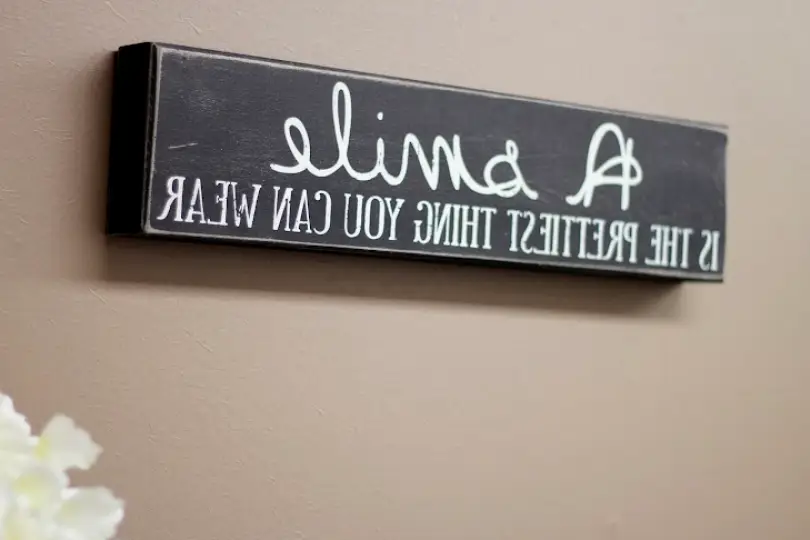 A smile
IS THE PRETTIEST THING YOU CAN WEAR